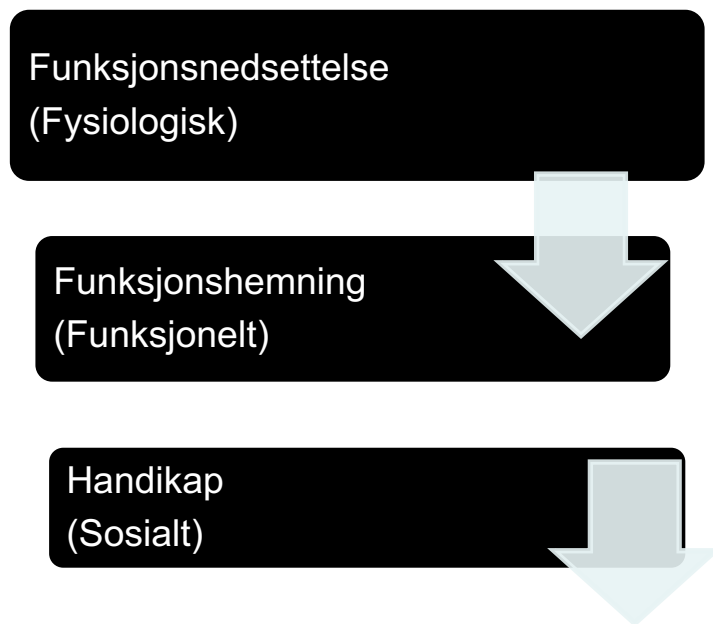 Funksjonsnedsettelse
(Fysiologisk)
Funksjonshemning
(Funksjonelt)
Handikap
(Sosialt)